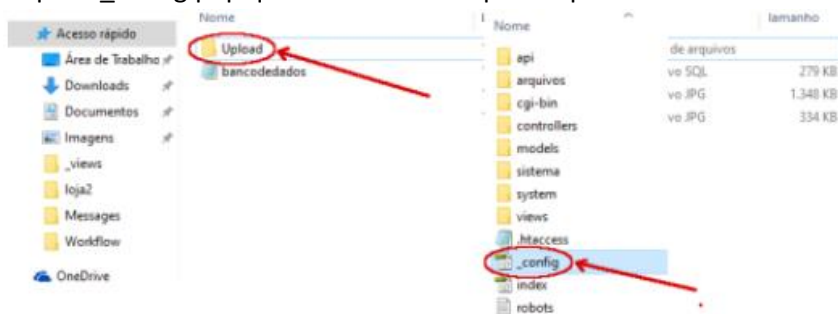 Acesso rápido
Área de Trabalho
Downloads
Documentos
Imagens
_views
loja2
Messages
Workflow
OneDrive
Nome
Upload
bancodedados
Nome
api
arquivos
cgi-bin
controllers
models
sistema
system
views
.htaccess
_config
index
robots
lamanho
de arquivos
vo SQL 279 KB
vo JPG 1.348 KB
vo JPG 334 KB